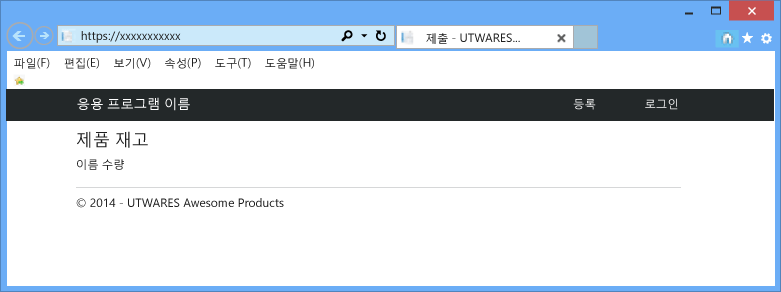 https://xxxxxxxxxxx
제출 - UTWARES...
파일(F) 편집(E) 보기(V) 속성(P) 도구(T) 도움말(H)
응용 프로그램 이름 등록 로그인
제품 재고
이름 수량
© 2014 - UTWARES Awesome Products